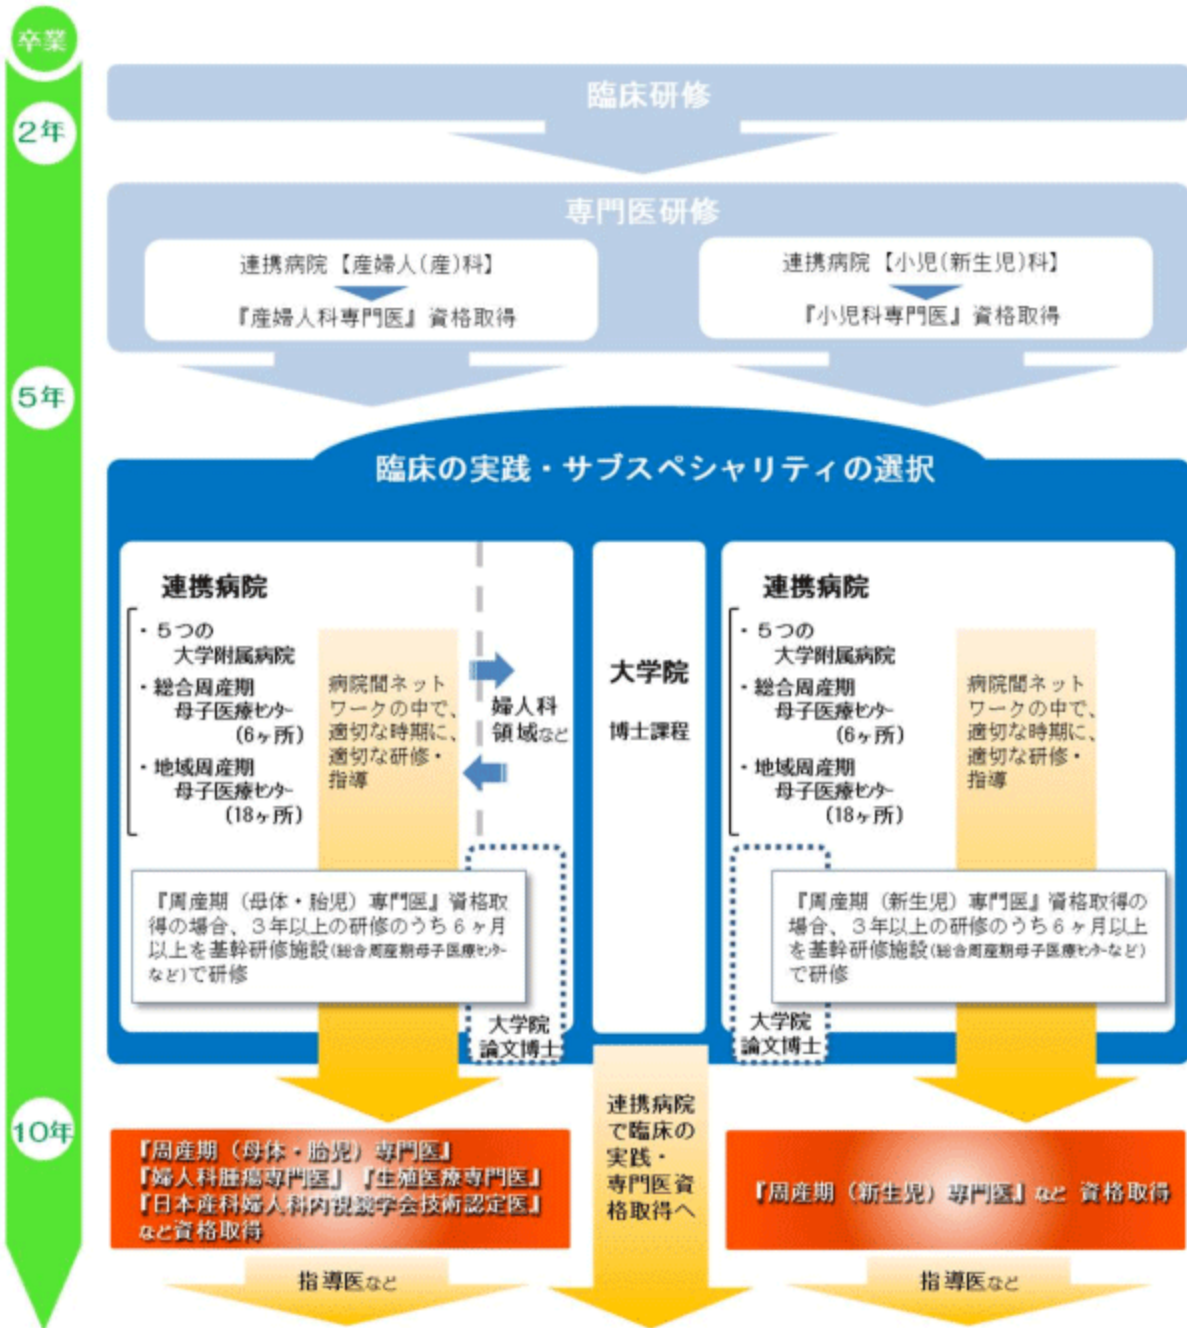 卒業
2年
5年
10年
臨床研修
専門医研修
連携病院【産婦人(産)科】
『産婦人科専門医』資格取得
連携病院【小児(新生児)科】
『小児科専門医』資格取得
臨床の実践・サブスペシャリティの選択
連携病院
・５つの
大学附属病院
・総合周産期
母子医療ｾﾝﾀｰ
(6ヶ所)
・地域周産期
母子医療ｾﾝﾀｰ
(18ヶ所)
病院間ネット
ワークの中で、
適切な時期に、
適切な研修・
指導
婦人科
領域など
『周産期（母体・胎児）専門医』資格取
得の場合、３年以上の研修のうち６ヶ月
以上を基幹研修施設(総合周産期母子医療ｾﾝﾀｰ
など)で研修
大学院
論文博士
大学院
博士課程
連携病院
・５つの
大学附属病院
・総合周産期
母子医療ｾﾝﾀｰ
(6ヶ所)
・地域周産期
母子医療ｾﾝﾀｰ
(18ヶ所)
病院間ネット
ワークの中で、
適切な時期に、
適切な研修・
指導
『周産期（新生児）専門医』資格取得の
場合、３年以上の研修のうち６ヶ月以上
を基幹研修施設(総合周産期母子医療ｾﾝﾀｰなど)
で研修
大学院
論文博士
『周産期（母体・胎児）専門医』
『婦人科腫瘍専門医』『生殖医療専門医』
『日本産科婦人科内視鏡学会技術認定医』
など資格取得
連携病院
で臨床の
実践・
専門医資
格取得へ
『周産期（新生児）専門医』など 資格取得
指導医など
指導医など